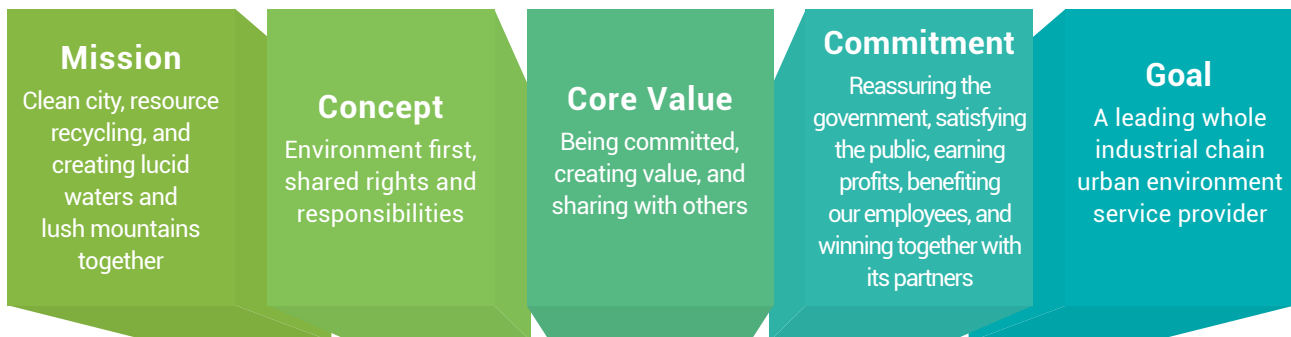 Mission
Clean city, resource
recycling, and
creating lucid
waters and
lush mountains
together
Concept
Environment first,
shared rights and
responsibilities
Core Value
Being committed,
creating value, and
sharing with others
Commitment
Reassuring the
government, satisfying
the public, earning
profits, benefiting
our employees, and
winning together with
its partners
Goal
A leading whole
industrial chain
urban environment
service provider